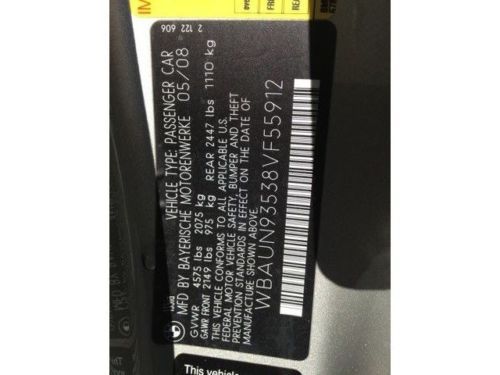 IM
2 122 606
VEHICLE TYPE: PASSENGER CAR
MFD BY BAYERISCHE MOTORENWERKE 05/08
GVWR 4575 lbs 2075 kg
GAWR FRONT 2149 lbs 975 kg REAR 2447 lbs 1110 kg
THIS VEHICLE CONFORMS TO ALL APPLICABLE U.S.
FEDERAL MOTOR VEHICLE SAFETY, BUMPER AND THEFT
PREVENTION STANDARDS IN EFFECT ON THE DATE OF
MANUFACTURE SHOWN ABOVE.
WBAUN93538VF55912
This vehicle